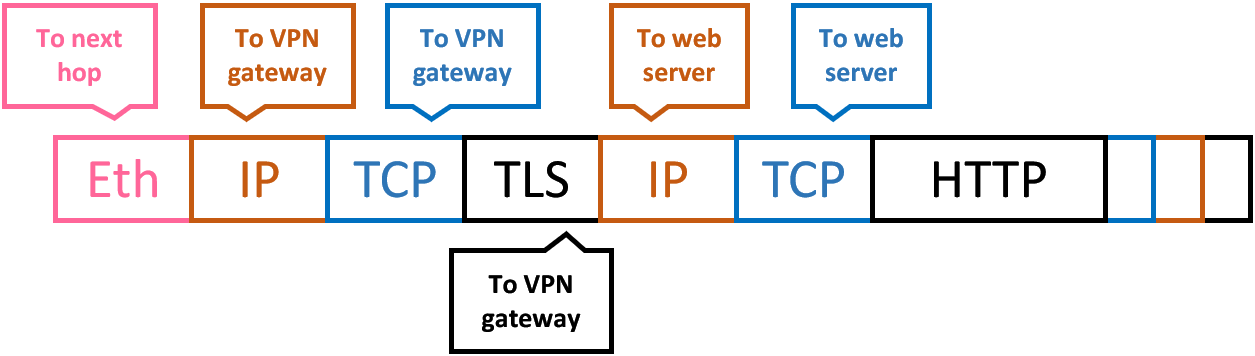 To next
hop
To VPN
gateway
To VPN
gateway
To web
server
To web
server
Eth IP TCP TLS IP TCP HTTP
To VPN
gateway